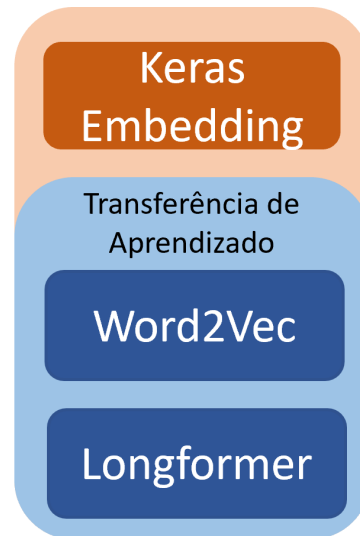 Keras
Embedding
Transferência de
Aprendizado
Word2Vec
Longformer